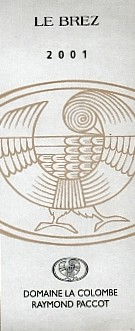 LE BREZ
2001
DOMAINE LA COLOMBE
RAYMOND PACCOT